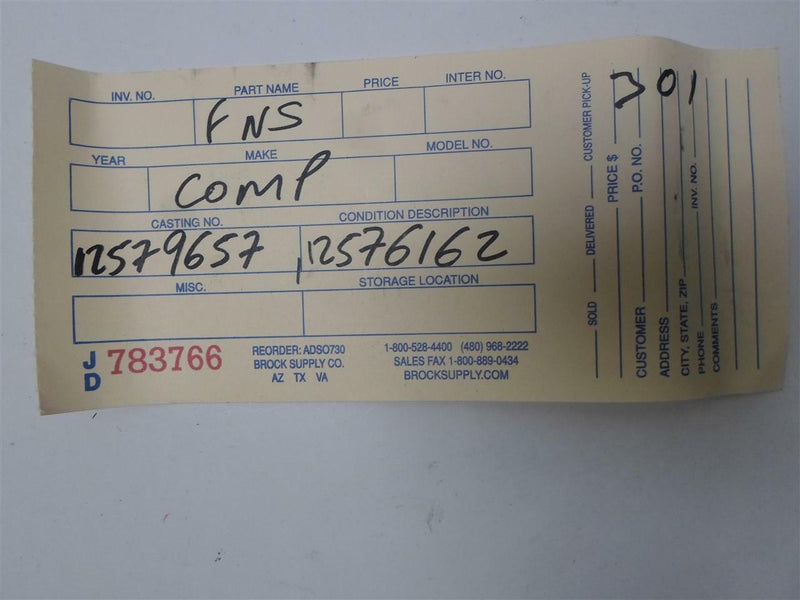 INV. NO. PART NAME PRICE INTER NO.
FNS
YEAR MAKE MODEL NO.
COMP
CASTING NO. CONDITION DESCRIPTION
12579657, 12576162
MISC. STORAGE LOCATION
JD 783766
REORDER: ADSO730
BROCK SUPPLY CO.
AZ TX VA
1-800-528-4400 (480) 968-2222
SALES FAX 1-800-889-0434
BROCKSUPPLY.COM
SOLD DELIVERED CUSTOMER PICK-UP
PRICE $
301
CUSTOMER P.O. NO.
ADDRESS
CITY, STATE, ZIP
PHONE INV. NO.
COMMENTS